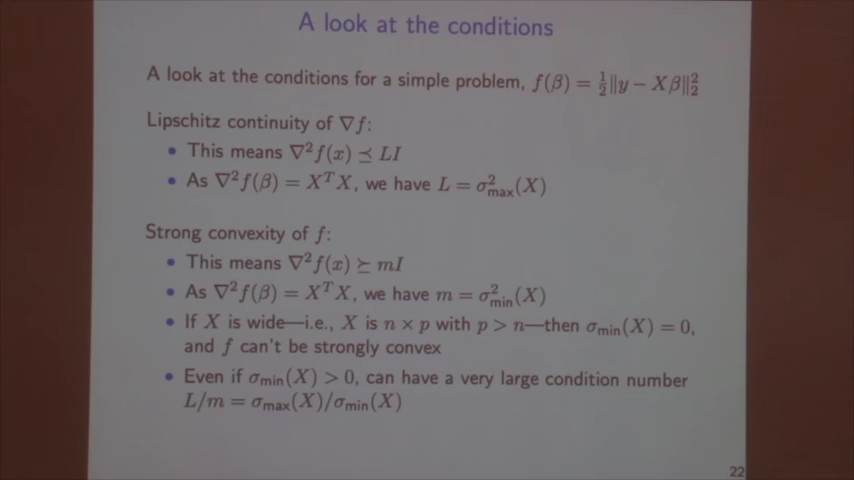 A look at the conditions
A look at the conditions for a simple problem, f(β) = ½‖y − Xβ‖₂²
Lipschitz continuity of ∇f:
• This means ∇²f(x) ⪯ LI
• As ∇²f(β) = XᵀX, we have L = σ²max(X)
Strong convexity of f:
• This means ∇²f(x) ⪰ mI
• As ∇²f(β) = XᵀX, we have m = σ²min(X)
• If X is wide—i.e., X is n × p with p > n—then σmin(X) = 0,
and f can't be strongly convex
• Even if σmin(X) > 0, can have a very large condition number
L/m = σmax(X)/σmin(X)
22